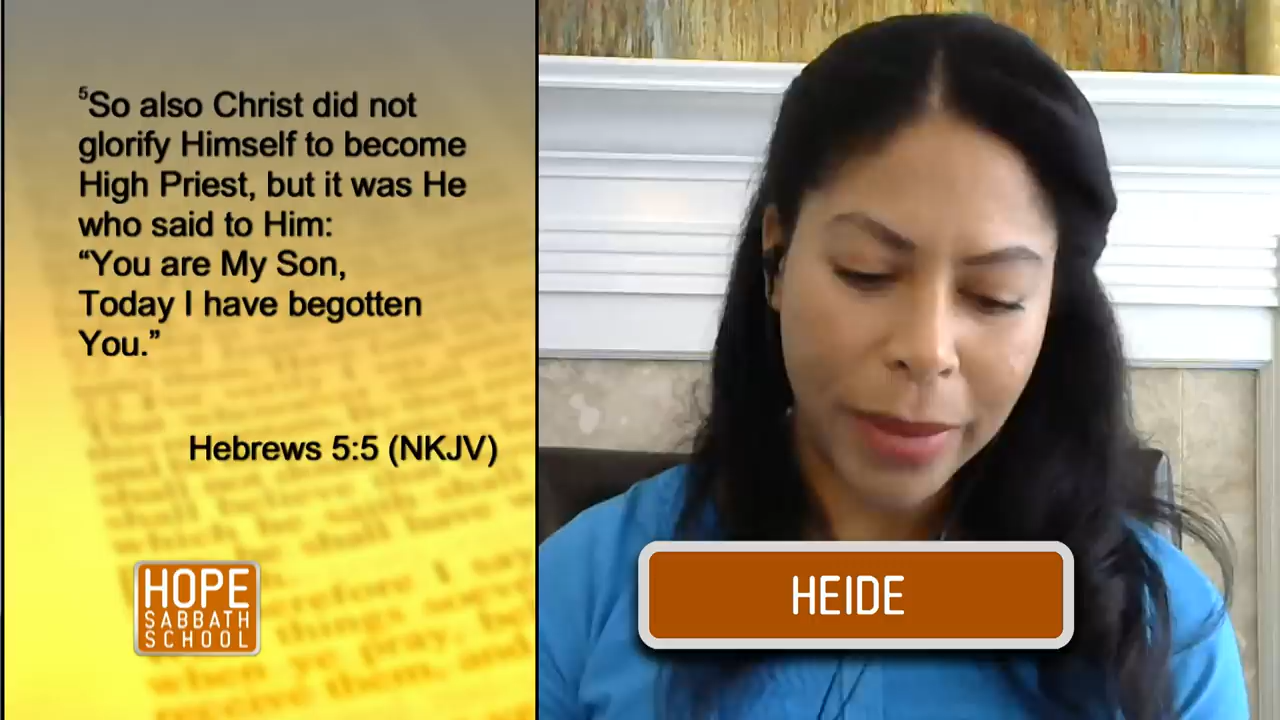 ⁵So also Christ did not
glorify Himself to become
High Priest, but it was He
who said to Him:
“You are My Son,
Today I have begotten
You.”
Hebrews 5:5 (NKJV)
HOPE
SABBATH
SCHOOL
HEIDE